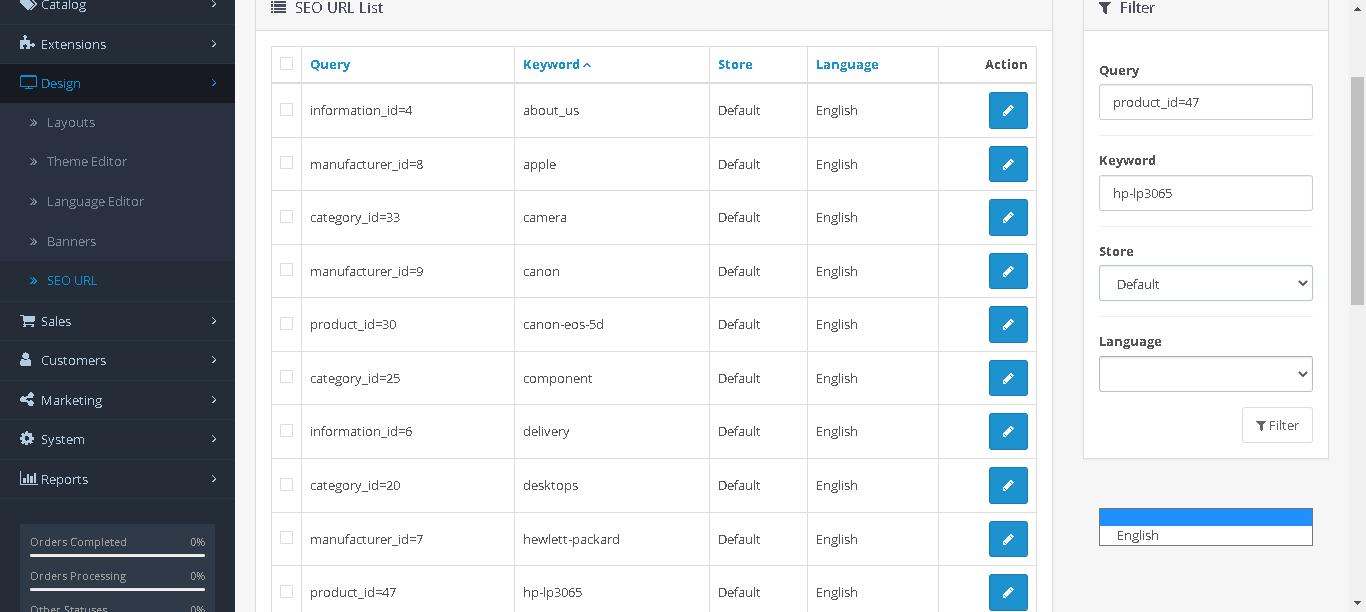 Catalog
Extensions
Design
» Layouts
» Theme Editor
» Language Editor
» Banners
» SEO URL
Sales
Customers
Marketing
System
Reports
Orders Completed 0%
Orders Processing 0%
Other Statuses 0%
SEO URL List
Query Keyword Store Language Action
information_id=4 about_us Default English
manufacturer_id=8 apple Default English
category_id=33 camera Default English
manufacturer_id=9 canon Default English
product_id=30 canon-eos-5d Default English
category_id=25 component Default English
information_id=6 delivery Default English
category_id=20 desktops Default English
manufacturer_id=7 hewlett-packard Default English
product_id=47 hp-lp3065 Default English
Filter
Query
product_id=47
Keyword
hp-lp3065
Store
Default
Language
Filter
English